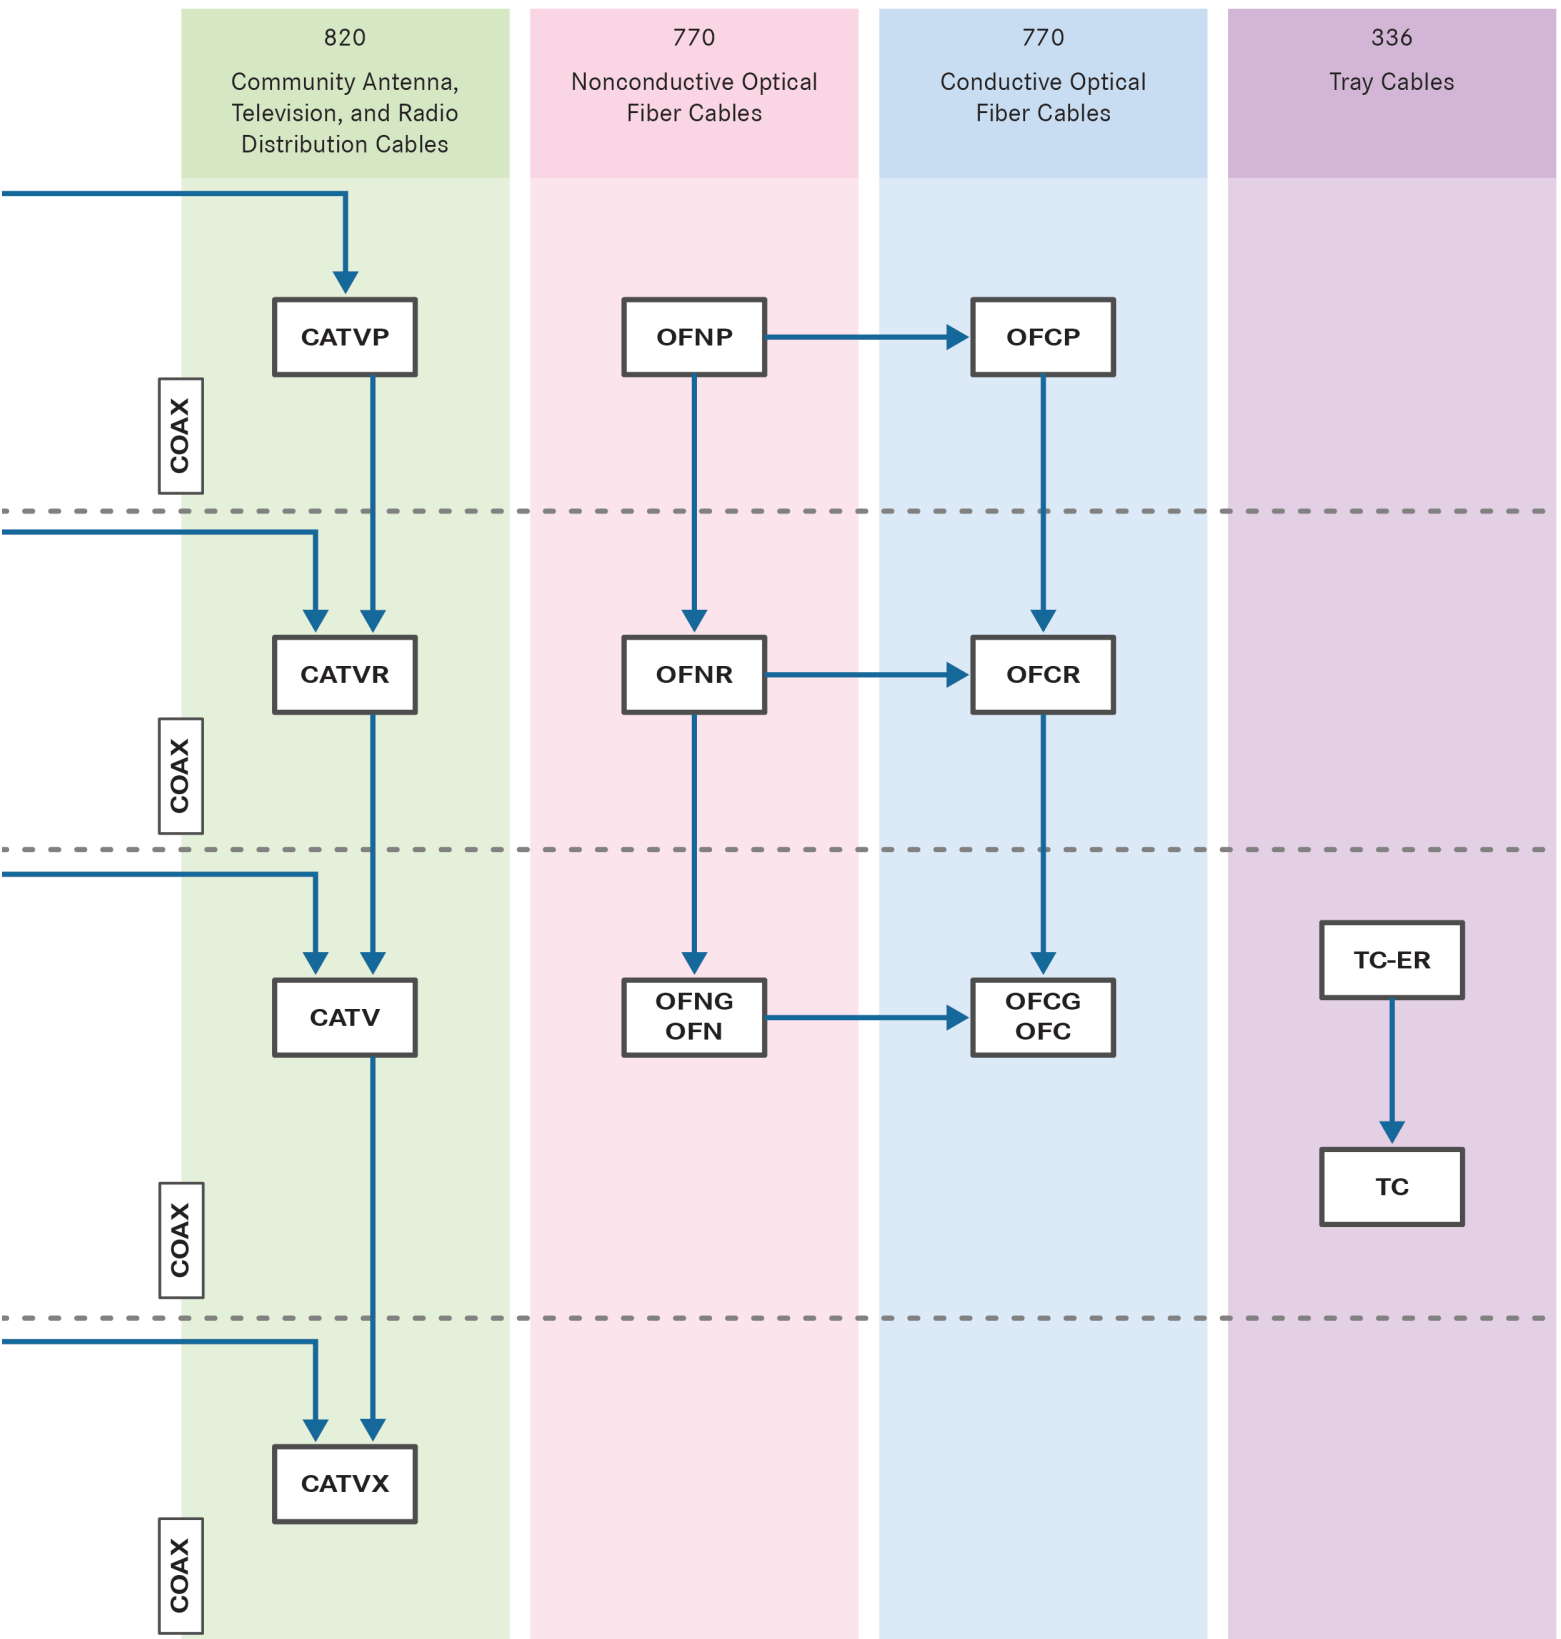 820
Community Antenna,
Television, and Radio
Distribution Cables
770
Nonconductive Optical
Fiber Cables
770
Conductive Optical
Fiber Cables
336
Tray Cables
CATVP
OFNP
OFCP
COAX
CATVR
OFNR
OFCR
COAX
CATV
OFNG
OFN
OFCG
OFC
TC-ER
TC
COAX
CATVX
COAX